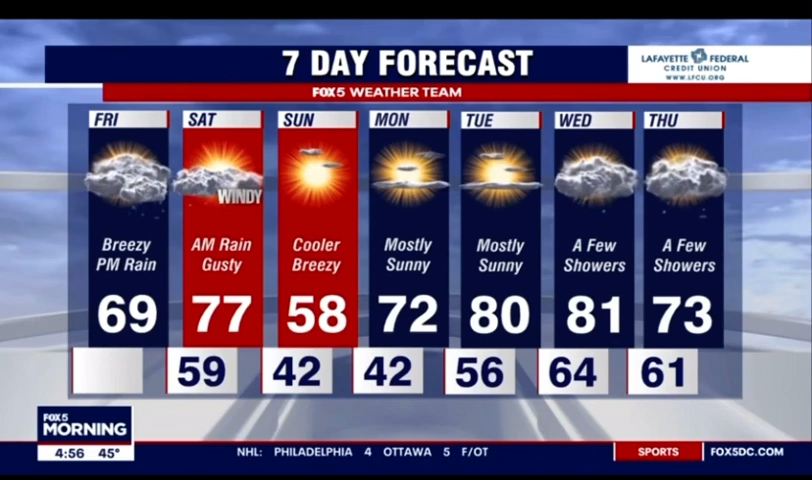 7 DAY FORECAST
LAFAYETTE FEDERAL
CREDIT UNION
WWW.LFCU.ORG
FOX5 WEATHER TEAM
FRI SAT SUN MON TUE WED THU
WINDY
Breezy AM Rain Cooler Mostly Mostly A Few A Few
PM Rain Gusty Breezy Sunny Sunny Showers Showers
69 77 58 72 80 81 73
59 42 42 56 64 61
FOX 5
MORNING
4:56 45°
NHL: PHILADELPHIA 4 OTTAWA 5 F/OT
SPORTS
FOX5DC.COM